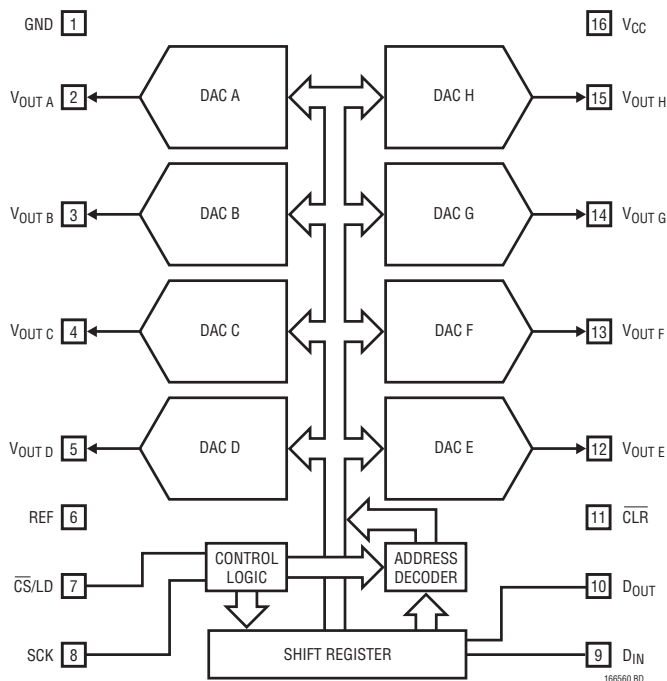 GND 1
16 VCC
VOUT A 2
DAC A
DAC H
15 VOUT H
VOUT B 3
DAC B
DAC G
14 VOUT G
VOUT C 4
DAC C
DAC F
13 VOUT F
VOUT D 5
DAC D
DAC E
12 VOUT E
REF 6
11 C̅L̅R̅
C̅S̅/LD 7
CONTROL
LOGIC
ADDRESS
DECODER
10 DOUT
SCK 8
SHIFT REGISTER
9 DIN
166560 BD